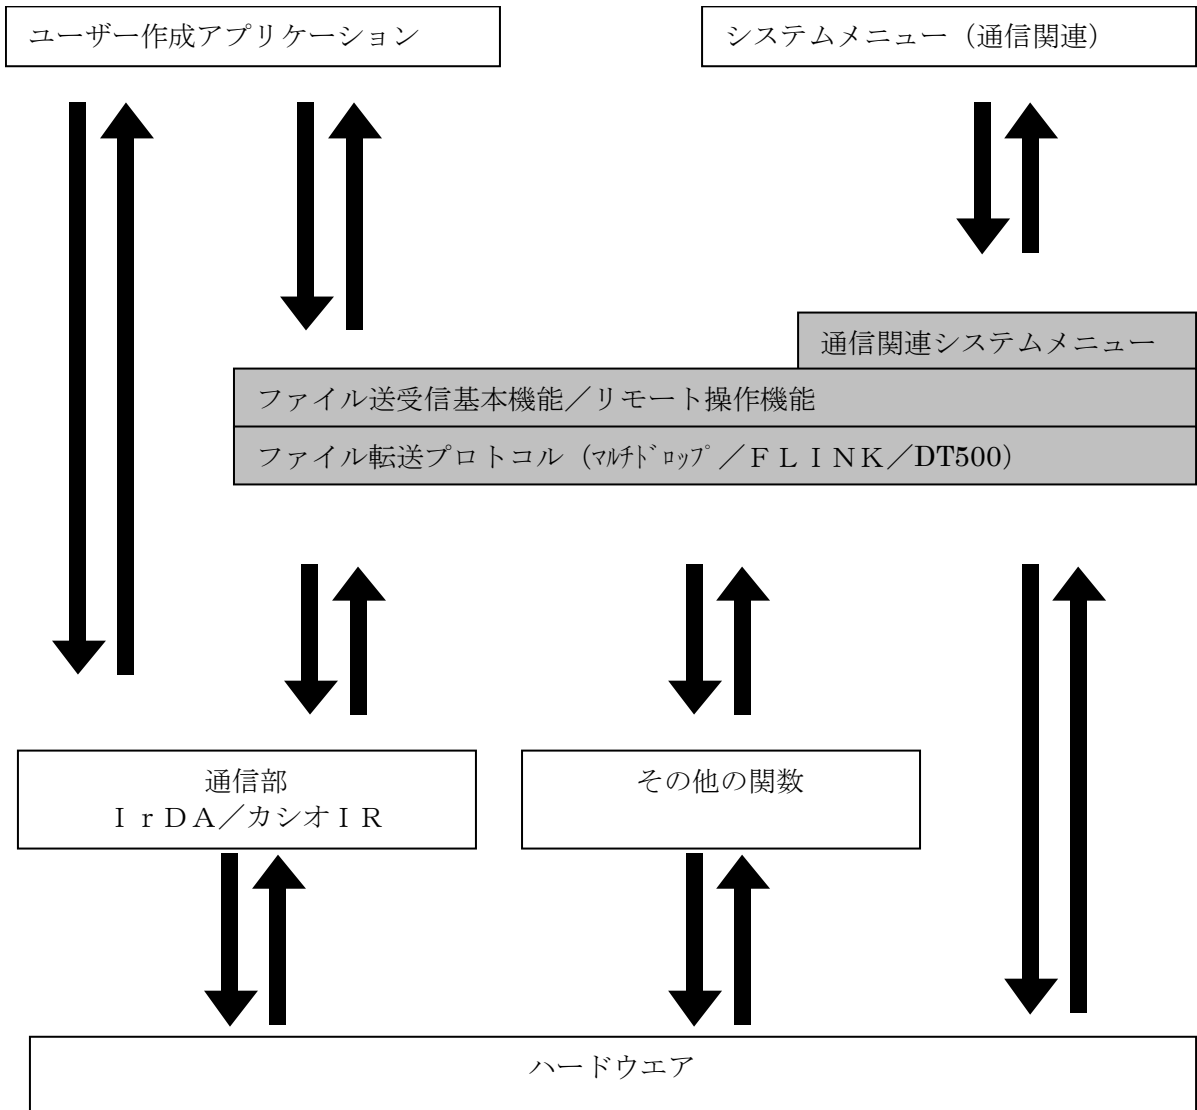 ユーザー作成アプリケーション
システムメニュー（通信関連）
通信関連システムメニュー
ファイル送受信基本機能／リモート操作機能
ファイル転送プロトコル（ﾏﾙﾁﾄﾞﾛｯﾌﾟ／ＦＬＩＮＫ／DT500）
通信部
ＩｒＤＡ／カシオＩＲ
その他の関数
ハードウエア